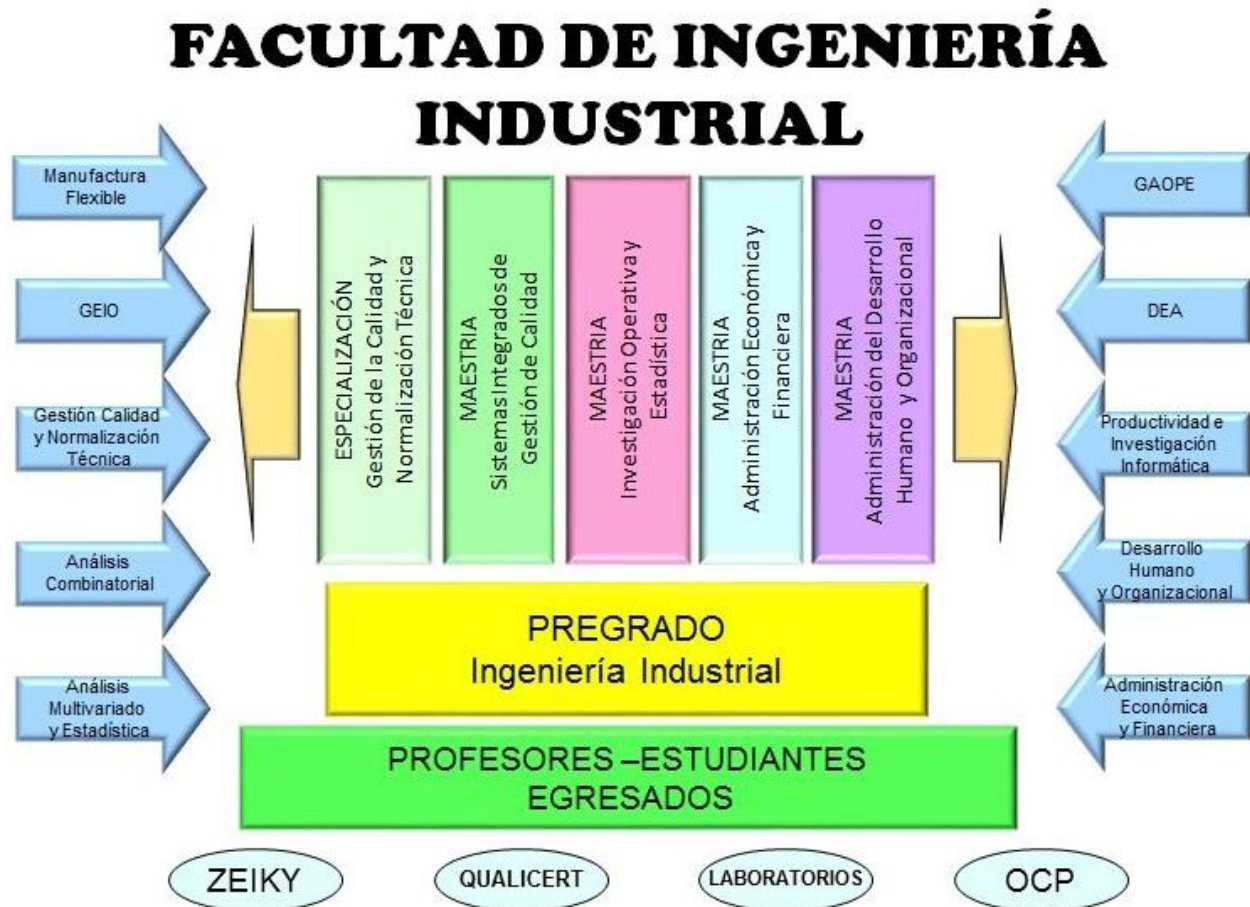 FACULTAD DE INGENIERÍA
INDUSTRIAL
Manufactura
Flexible
GEIO
Gestión Calidad
y Normalización
Técnica
Análisis
Combinatorial
Análisis
Multivariado
y Estadística
ESPECIALIZACIÓN
Gestión de la Calidad y
Normalización Técnica
MAESTRIA
Sistemas Integrados de
Gestión de Calidad
MAESTRIA
Investigación Operativa y
Estadística
MAESTRIA
Administración Económica y
Financiera
MAESTRIA
Administración del Desarrollo
Humano y Organizacional
GAOPE
DEA
Productividad e
Investigación
Informática
Desarrollo
Humano
y Organizacional
Administración
Económica
y Financiera
PREGRADO
Ingeniería Industrial
PROFESORES –ESTUDIANTES
EGRESADOS
ZEIKY
QUALICERT
LABORATORIOS
OCP